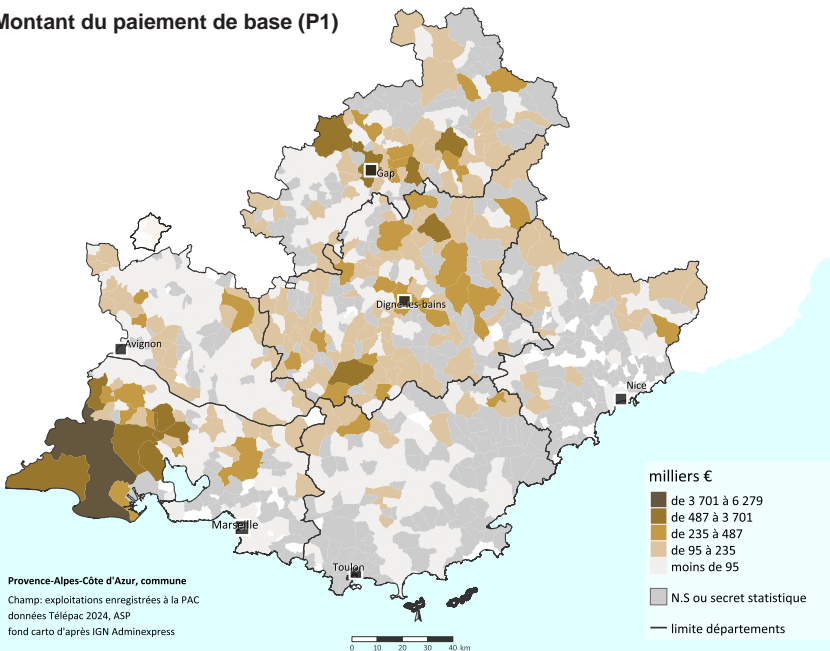 Montant du paiement de base (P1)
Gap
Digne-les-bains
Avignon
Nice
Marseille
Toulon
milliers €
de 3 701 à 6 279
de 487 à 3 701
de 235 à 487
de 95 à 235
moins de 95
N.S ou secret statistique
limite départements
Provence-Alpes-Côte d'Azur, commune
Champ: exploitations enregistrées à la PAC
données Télépac 2024, ASP
fond carto d'après IGN Adminexpress
0 10 20 30 40 km